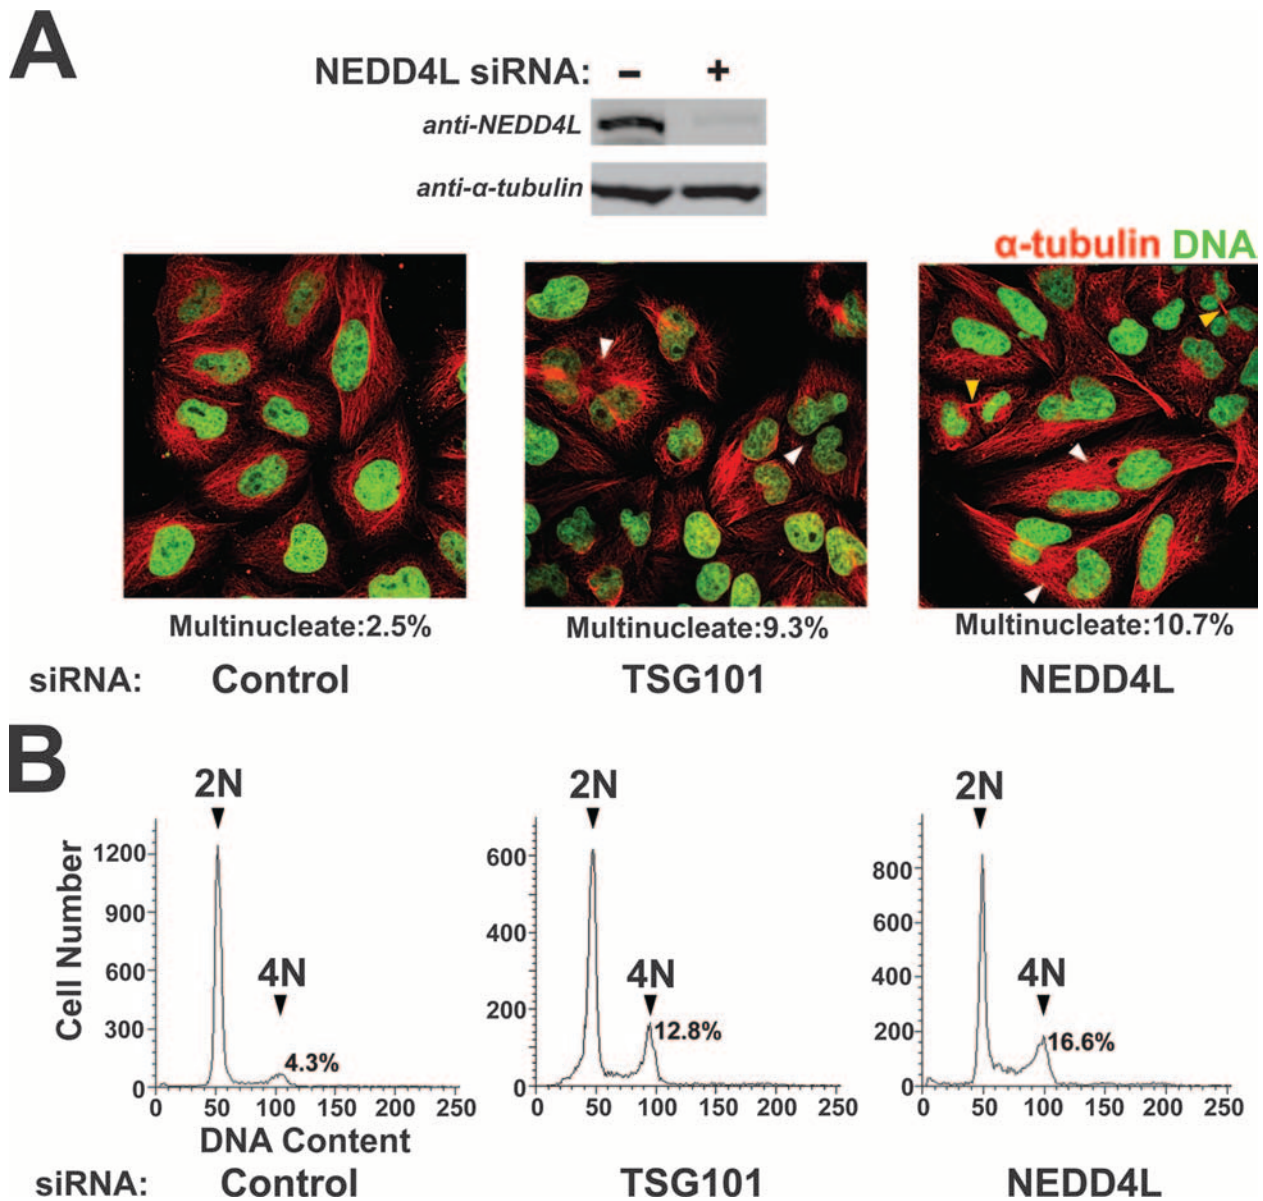 A
NEDD4L siRNA: - +
anti-NEDD4L
anti-α-tubulin
α-tubulin DNA
Multinucleate:2.5% Multinucleate:9.3% Multinucleate:10.7%
siRNA: Control TSG101 NEDD4L
B
2N 2N 2N
4N 4N 4N
Cell Number
1200
900
600
300
0
4.3%
0 50 100 150 200 250
DNA Content
600
400
200
0
12.8%
0 50 100 150 200 250
800
600
400
200
0
16.6%
0 50 100 150 200 250
siRNA: Control TSG101 NEDD4L